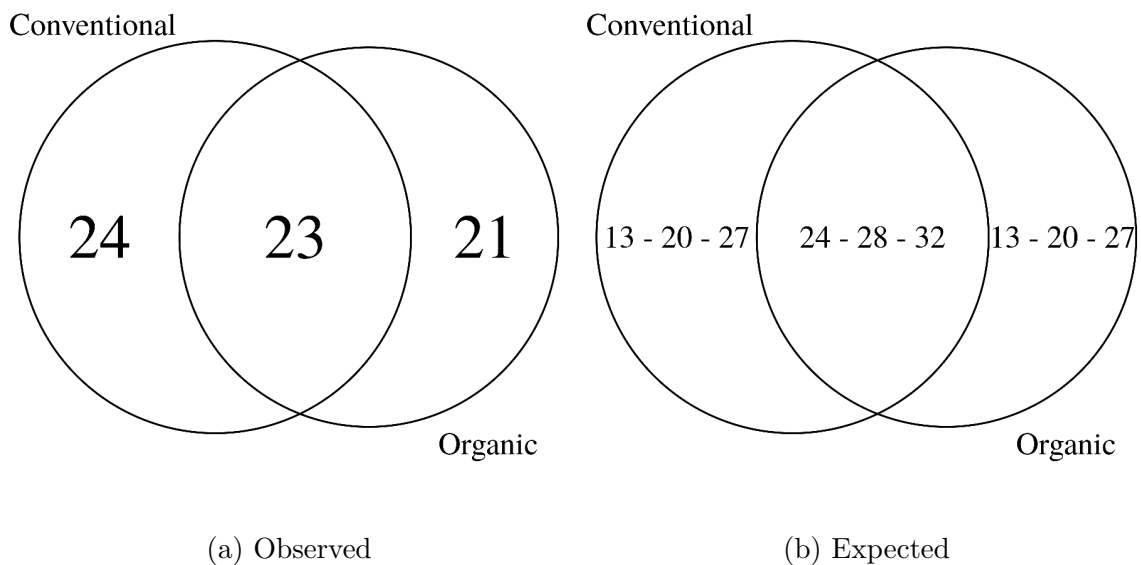 Conventional
24
23
21
Organic
(a) Observed
Conventional
13 - 20 - 27
24 - 28 - 32
13 - 20 - 27
Organic
(b) Expected